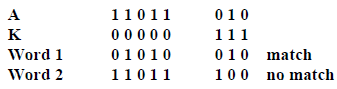 A 1 1 0 1 1 0 1 0
K 0 0 0 0 0 1 1 1
Word 1 0 1 0 1 0 0 1 0 match
Word 2 1 1 0 1 1 1 0 0 no match